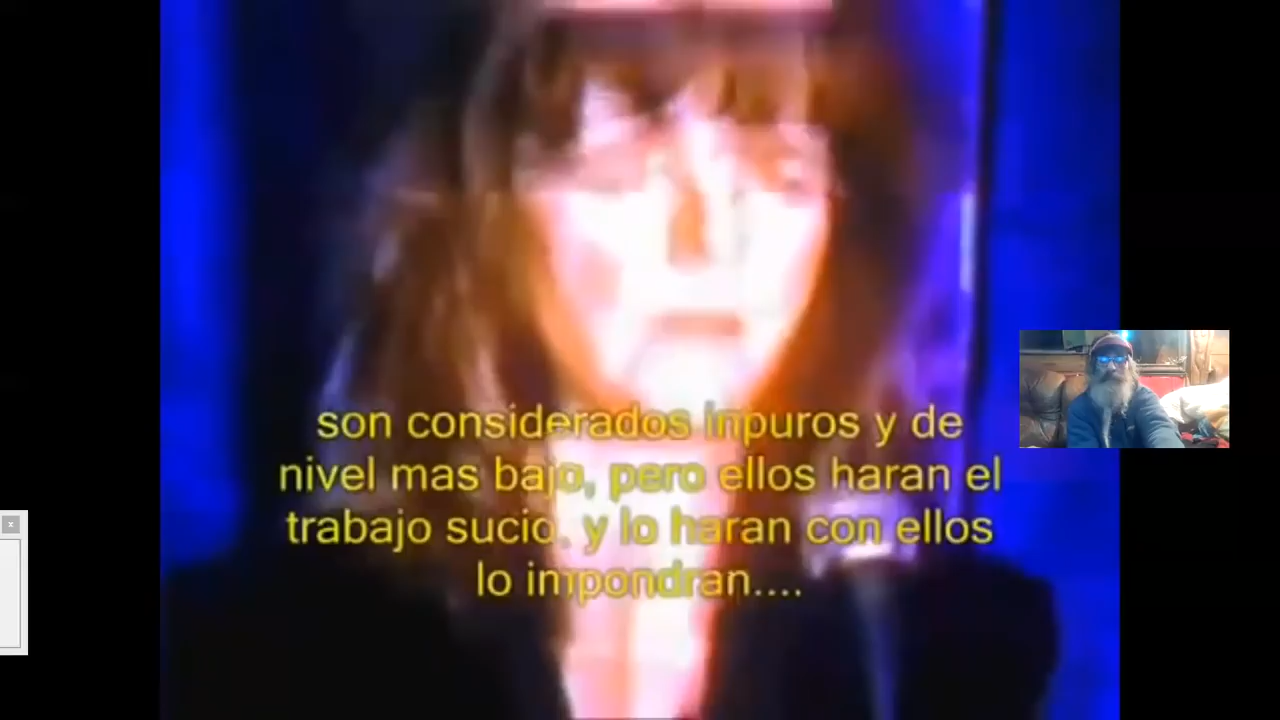 son considerados inpuros y de
nivel mas bajo, pero ellos haran el
trabajo sucio. y lo haran con ellos
lo impondran....
x